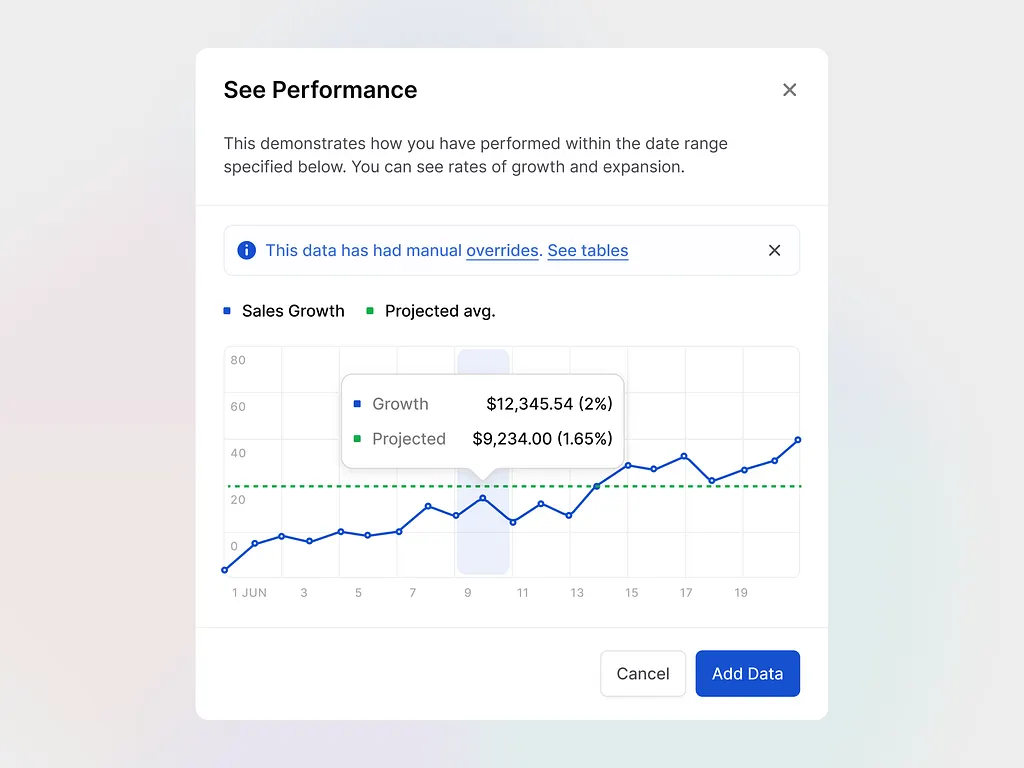 See Performance
This demonstrates how you have performed within the date range
specified below. You can see rates of growth and expansion.
This data has had manual overrides. See tables
Sales Growth Projected avg.
80
60
40
20
0
Growth $12,345.54 (2%)
Projected $9,234.00 (1.65%)
1 JUN 3 5 7 9 11 13 15 17 19
Cancel Add Data